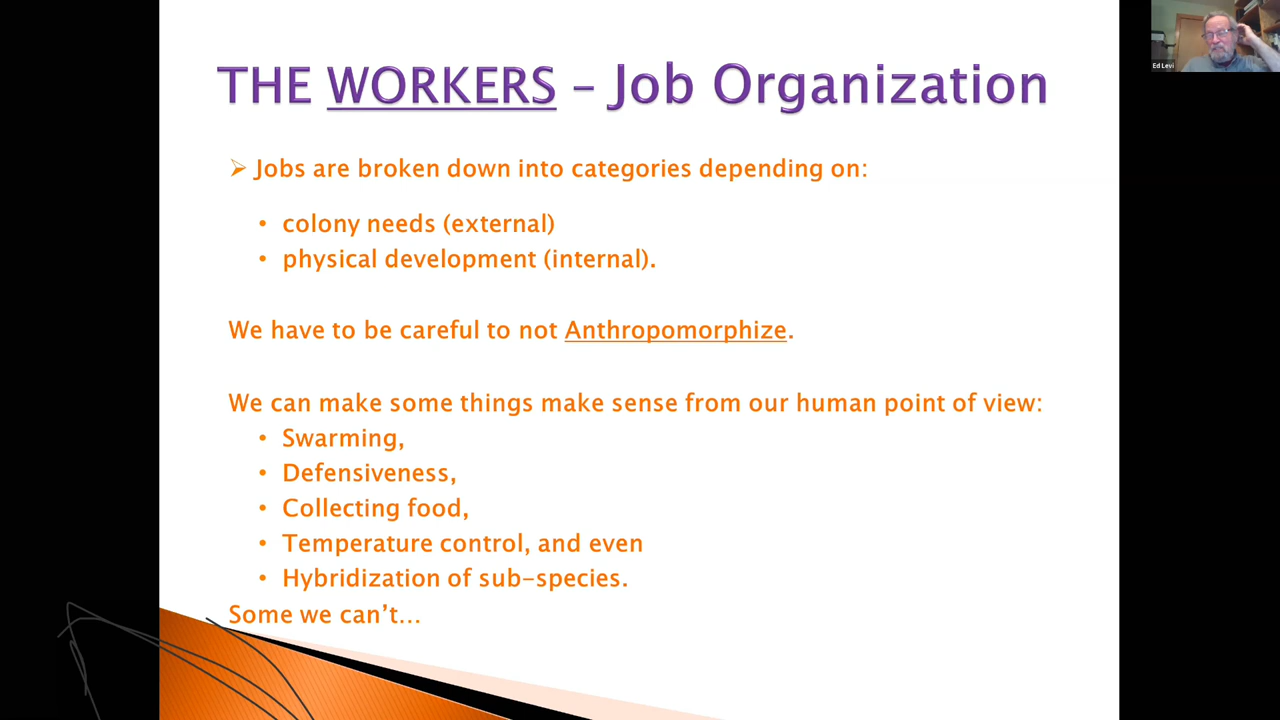 THE WORKERS – Job Organization
Ed Levi
➢ Jobs are broken down into categories depending on:
• colony needs (external)
• physical development (internal).
We have to be careful to not Anthropomorphize.
We can make some things make sense from our human point of view:
• Swarming,
• Defensiveness,
• Collecting food,
• Temperature control, and even
• Hybridization of sub-species.
Some we can’t…